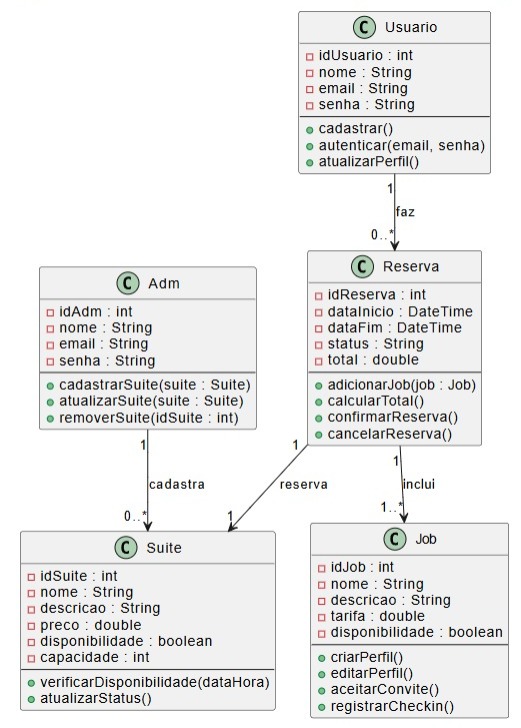 C Usuario
idUsuario : int
nome : String
email : String
senha : String
cadastrar()
autenticar(email, senha)
atualizarPerfil()
1
faz
0..*
C Adm
idAdm : int
nome : String
email : String
senha : String
cadastrarSuite(suite : Suite)
atualizarSuite(suite : Suite)
removerSuite(idSuite : int)
C Reserva
idReserva : int
dataInicio : DateTime
dataFim : DateTime
status : String
total : double
adicionarJob(job : Job)
calcularTotal()
confirmarReserva()
cancelarReserva()
1
cadastra
0..*
1
reserva
1
1
inclui
1..*
C Suite
idSuite : int
nome : String
descricao : String
preco : double
disponibilidade : boolean
capacidade : int
verificarDisponibilidade(dataHora)
atualizarStatus()
C Job
idJob : int
nome : String
descricao : String
tarifa : double
disponibilidade : boolean
criarPerfil()
editarPerfil()
aceitarConvite()
registrarCheckin()